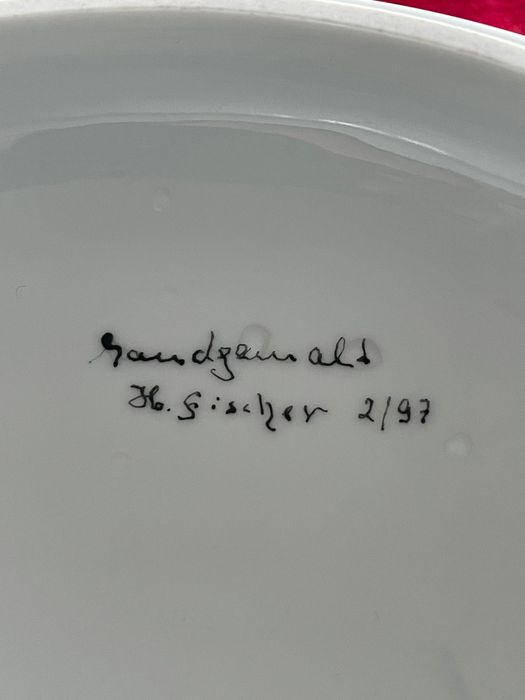 handgemalt
H. Fischer 2/97